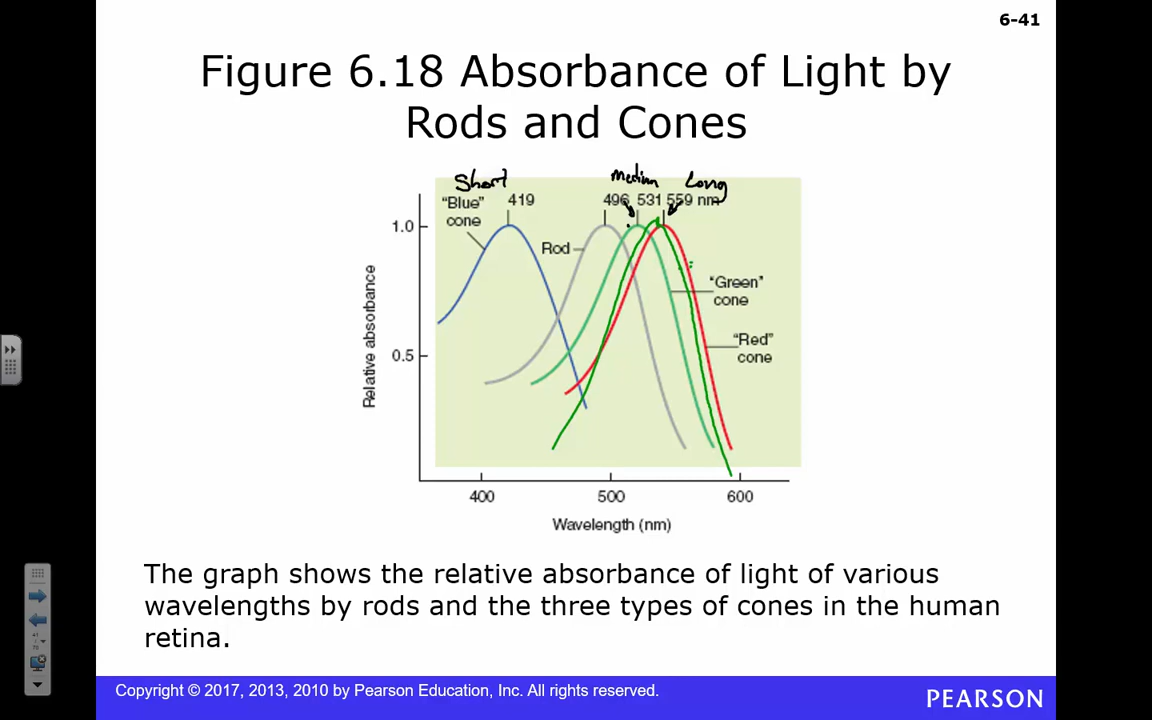 6-41
Figure 6.18 Absorbance of Light by
Rods and Cones
Short
Medium
Long
"Blue"
cone
419
496 531 559 nm
1.0
Rod
"Green"
cone
"Red"
cone
0.5
Relative absorbance
400 500 600
Wavelength (nm)
The graph shows the relative absorbance of light of various
wavelengths by rods and the three types of cones in the human
retina.
Copyright © 2017, 2013, 2010 by Pearson Education, Inc. All rights reserved.
PEARSON